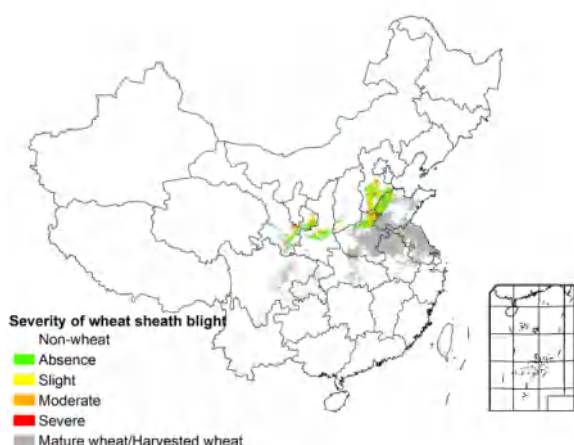 Severity of wheat sheath blight
Non-wheat
Absence
Slight
Moderate
Severe
Mature wheat/Harvested wheat